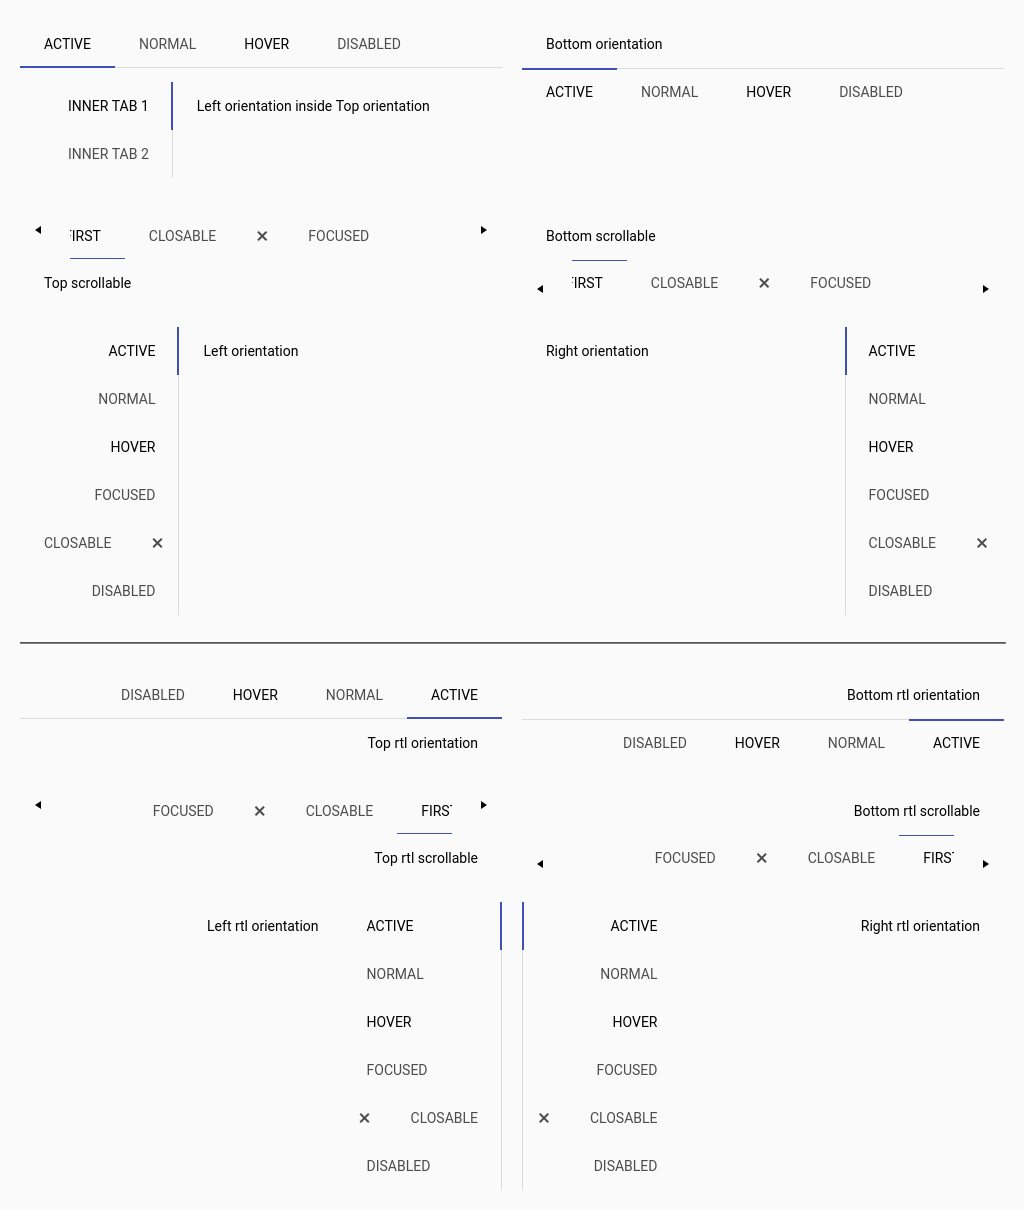 ACTIVE NORMAL HOVER DISABLED
INNER TAB 1 Left orientation inside Top orientation
INNER TAB 2
Bottom orientation
ACTIVE NORMAL HOVER DISABLED
FIRST CLOSABLE × FOCUSED
Top scrollable
Bottom scrollable
FIRST CLOSABLE × FOCUSED
ACTIVE Left orientation
NORMAL
HOVER
FOCUSED
CLOSABLE ×
DISABLED
Right orientation ACTIVE
NORMAL
HOVER
FOCUSED
CLOSABLE ×
DISABLED
DISABLED HOVER NORMAL ACTIVE
Top rtl orientation
Bottom rtl orientation
DISABLED HOVER NORMAL ACTIVE
FOCUSED × CLOSABLE FIRST
Top rtl scrollable
Bottom rtl scrollable
FOCUSED × CLOSABLE FIRST
Left rtl orientation ACTIVE
NORMAL
HOVER
FOCUSED
× CLOSABLE
DISABLED
ACTIVE Right rtl orientation
NORMAL
HOVER
FOCUSED
× CLOSABLE
DISABLED